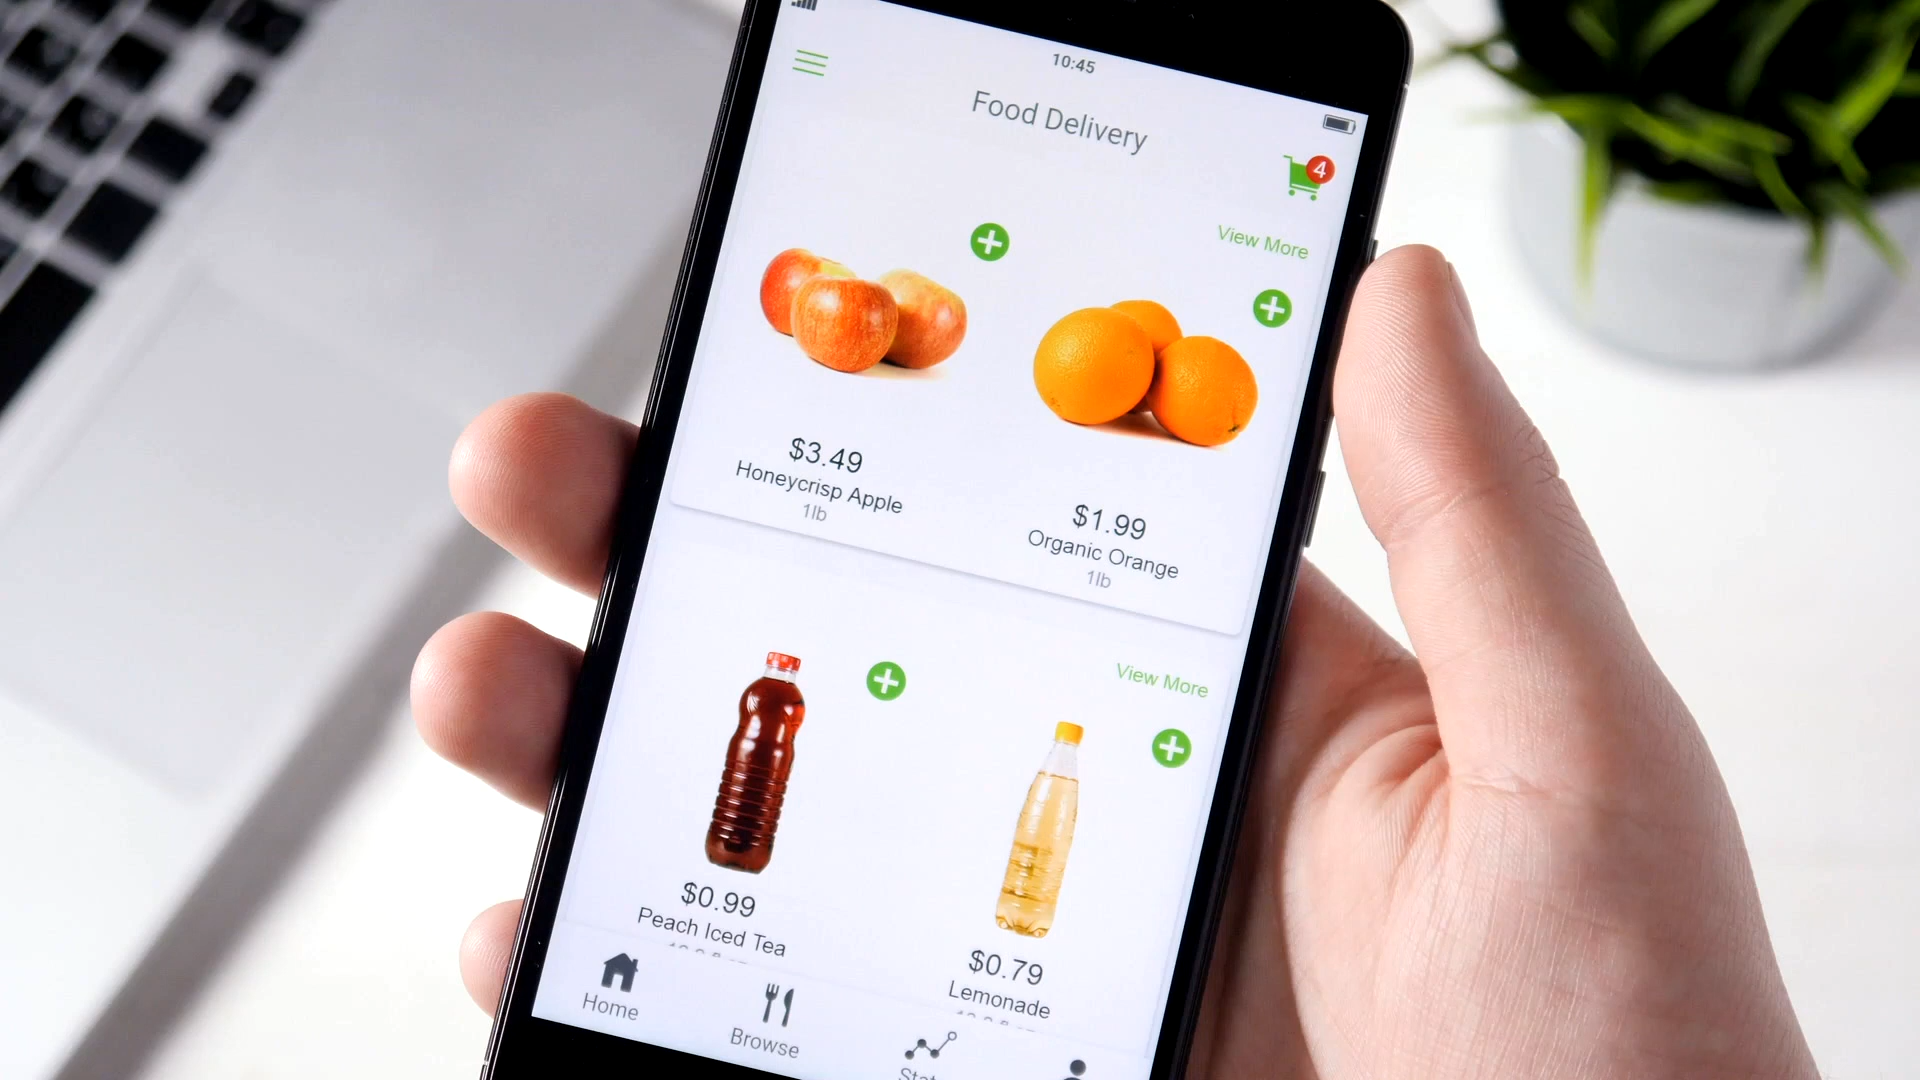 10:45
Food Delivery
4
View More
$3.49
Honeycrisp Apple
1lb
$1.99
Organic Orange
1lb
View More
$0.99
Peach Iced Tea
$0.79
Lemonade
Home
Browse